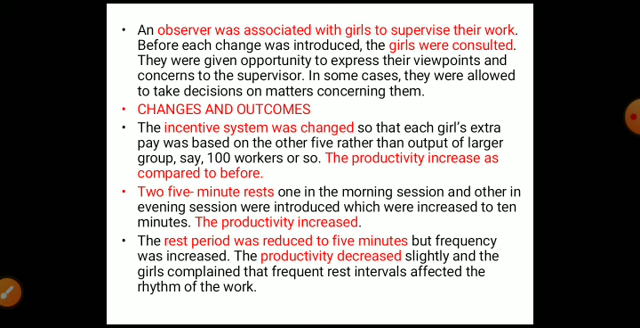 • An observer was associated with girls to supervise their work.
Before each change was introduced, the girls were consulted.
They were given opportunity to express their viewpoints and
concerns to the supervisor. In some cases, they were allowed
to take decisions on matters concerning them.
• CHANGES AND OUTCOMES
• The incentive system was changed so that each girl's extra
pay was based on the other five rather than output of larger
group, say, 100 workers or so. The productivity increase as
compared to before.
• Two five- minute rests one in the morning session and other in
evening session were introduced which were increased to ten
minutes. The productivity increased.
• The rest period was reduced to five minutes but frequency
was increased. The productivity decreased slightly and the
girls complained that frequent rest intervals affected the
rhythm of the work.